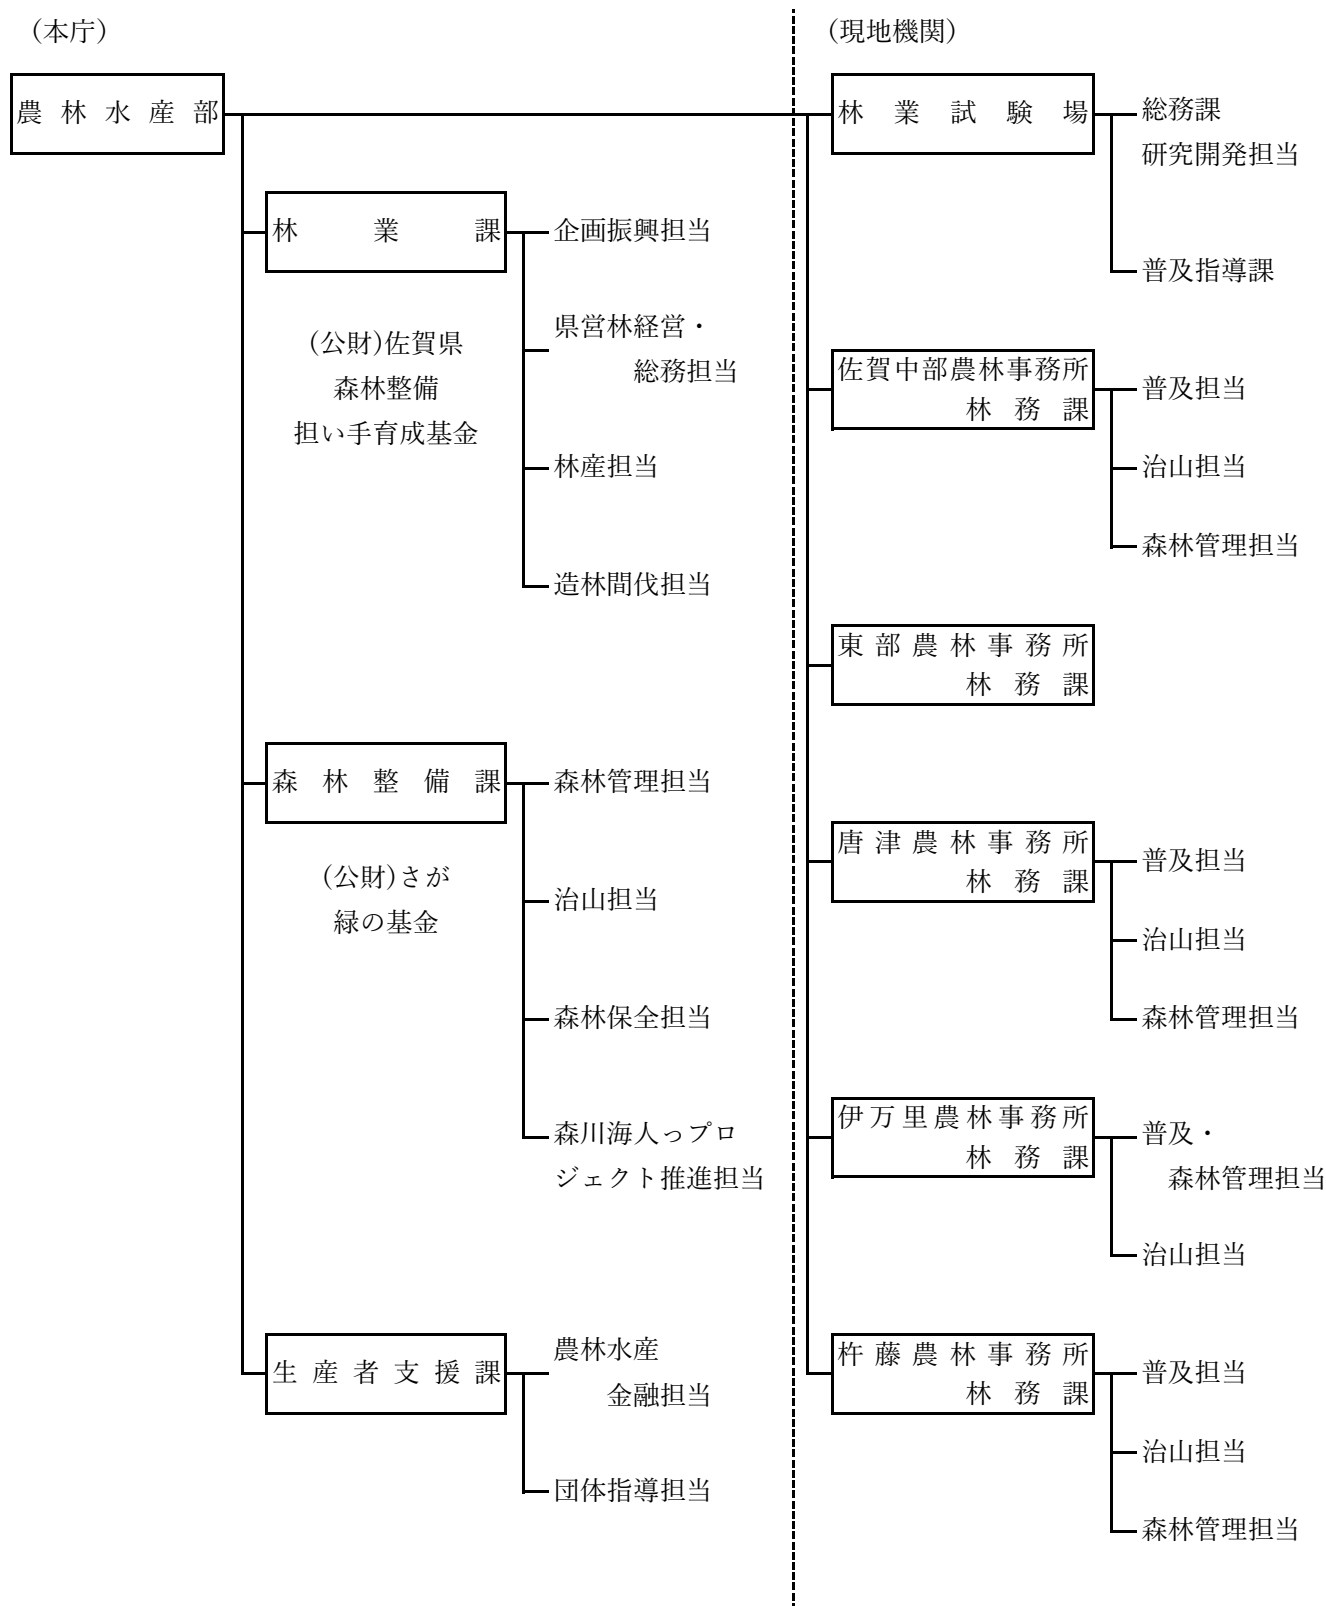 （本庁）
農林水産部
林業課
企画振興担当
県営林経営・
総務担当
林産担当
造林間伐担当
(公財)佐賀県
森林整備
担い手育成基金
森林整備課
森林管理担当
治山担当
森林保全担当
森川海人っプロ
ジェクト推進担当
(公財)さが
緑の基金
生産者支援課
農林水産
金融担当
団体指導担当
（現地機関）
林業試験場
総務課
研究開発担当
普及指導課
佐賀中部農林事務所
林務課
普及担当
治山担当
森林管理担当
東部農林事務所
林務課
唐津農林事務所
林務課
普及担当
治山担当
森林管理担当
伊万里農林事務所
林務課
普及・
森林管理担当
治山担当
杵藤農林事務所
林務課
普及担当
治山担当
森林管理担当